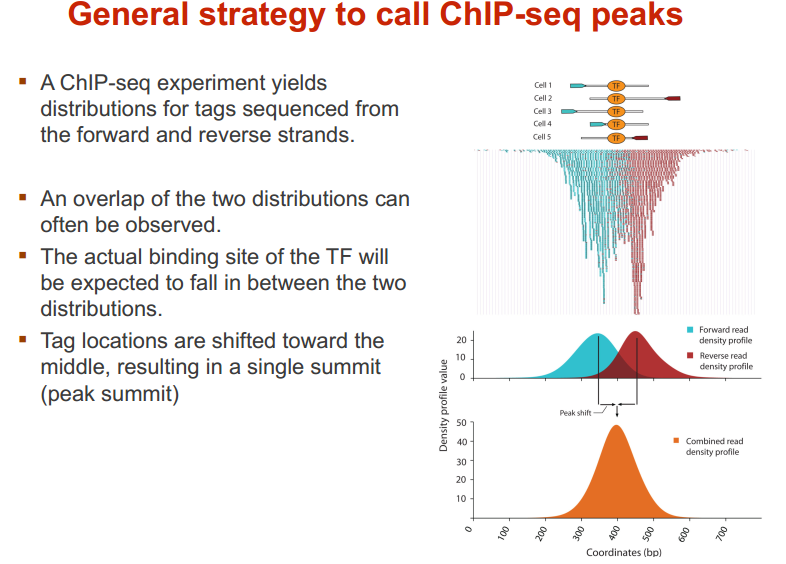 General strategy to call ChIP-seq peaks
A ChIP-seq experiment yields
distributions for tags sequenced from
the forward and reverse strands.
An overlap of the two distributions can
often be observed.
The actual binding site of the TF will
be expected to fall in between the two
distributions.
Tag locations are shifted toward the
middle, resulting in a single summit
(peak summit)
Cell 1
TF
Cell 2
TF
Cell 3
TF
Cell 4
TF
Cell 5
TF
Density profile value
20
10
0
Forward read
density profile
Reverse read
density profile
Peak shift
50
40
30
20
10
Combined read
density profile
0
100
200
300
400
500
600
700
Coordinates (bp)